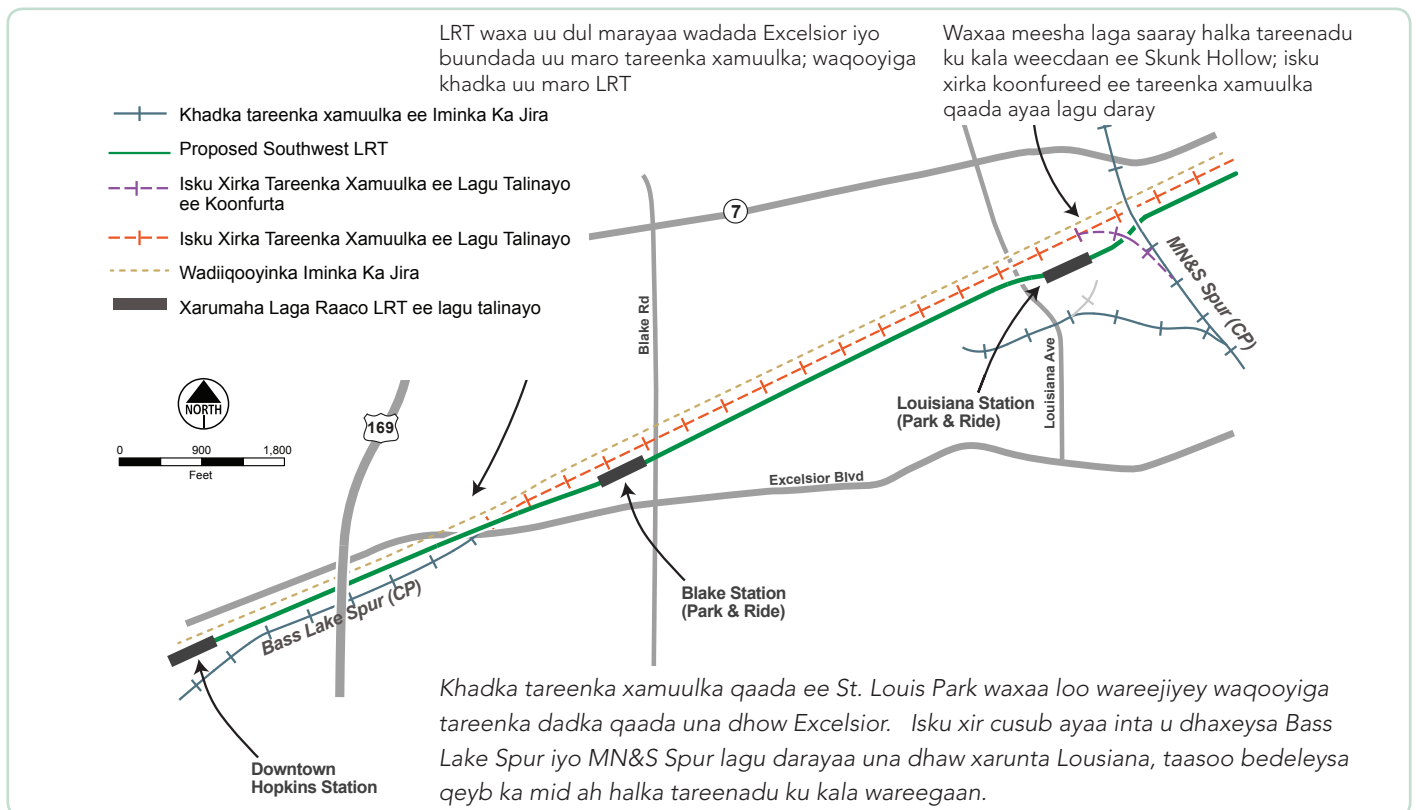 LRT waxa uu dul marayaa wadada Excelsior iyo
buundada uu maro tareenka xamuulka; waqooyiga
khadka uu maro LRT
Waxaa meesha laga saaray halka tareenadu
ku kala weecdaan ee Skunk Hollow; isku
xirka koonfureed ee tareenka xamuulka
qaada ayaa lagu daray
Khadka tareenka xamuulka ee Iminka Ka Jira
Proposed Southwest LRT
Isku Xirka Tareenka Xamuulka ee Lagu Talinayo
ee Koonfurta
Isku Xirka Tareenka Xamuulka ee Lagu Talinayo
Wadiiqooyinka Iminka Ka Jira
Xarumaha Laga Raaco LRT ee lagu talinayo
7
Blake Rd
MN&S Spur (CP)
NORTH
0 900 1,800
Feet
169
Louisiana Ave
Louisiana Station
(Park & Ride)
Excelsior Blvd
Bass Lake Spur (CP)
Blake Station
(Park & Ride)
Downtown
Hopkins Station
Khadka tareenka xamuulka qaada ee St. Louis Park waxaa loo wareejiyey waqooyiga
tareenka dadka qaada una dhow Excelsior. Isku xir cusub ayaa inta u dhaxeysa Bass
Lake Spur iyo MN&S Spur lagu darayaa una dhaw xarunta Lousiana, taasoo bedeleysa
qeyb ka mid ah halka tareenadu ku kala wareegaan.